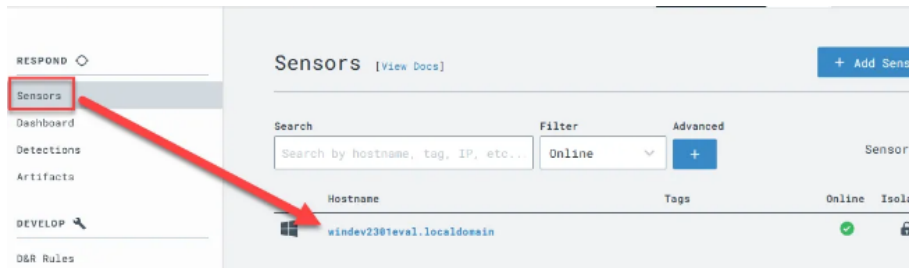 RESPOND
Sensors
Dashboard
Detections
Artifacts
DEVELOP
D&R Rules
Sensors [View Docs]
+ Add Sens
Search
Filter
Advanced
Search by hostname, tag, IP, etc...
Online
+
Sensor
Hostname
Tags
Online
Isola
windev2301eval.localdomain